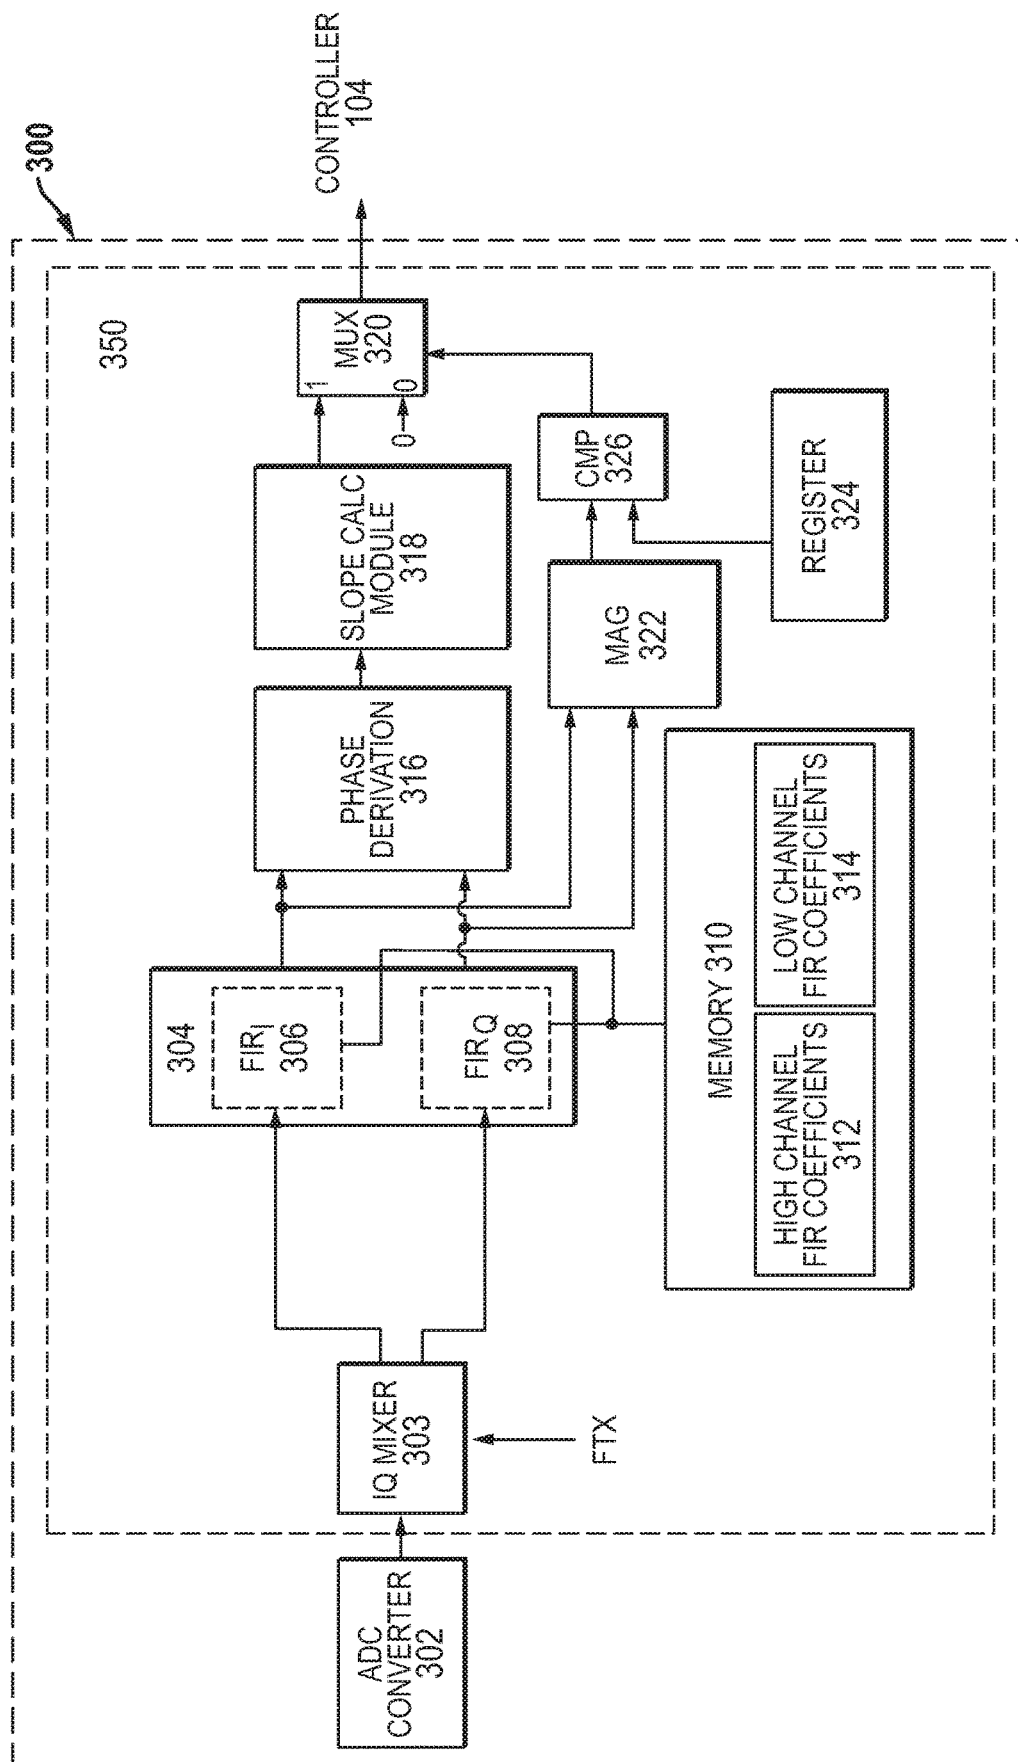 300
350
ADC
CONVERTER
302
IQ MIXER
303
FTX
304
FIRI
306
FIRQ
308
MEMORY 310
HIGH CHANNEL
FIR COEFFICIENTS
312
LOW CHANNEL
FIR COEFFICIENTS
314
PHASE
DERIVATION
316
SLOPE CALC
MODULE
318
MAG
322
REGISTER
324
CMP
326
1
0
0
MUX
320
CONTROLLER
104